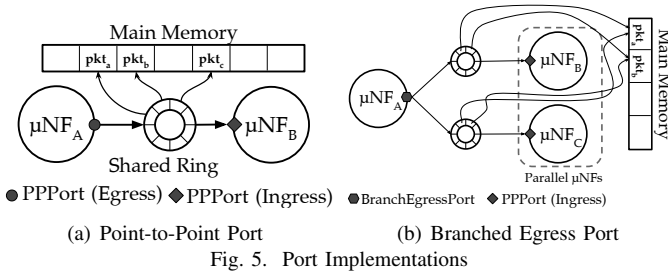 Main Memory
pkta pktb pktc
μNFA
μNFB
Shared Ring
PPPort (Egress) PPPort (Ingress)
(a) Point-to-Point Port
μNFA
μNFB
μNFC
pkta
pktb
Main Memory
Parallel μNFs
BranchEgressPort PPPort (Ingress)
(b) Branched Egress Port
Fig. 5. Port Implementations